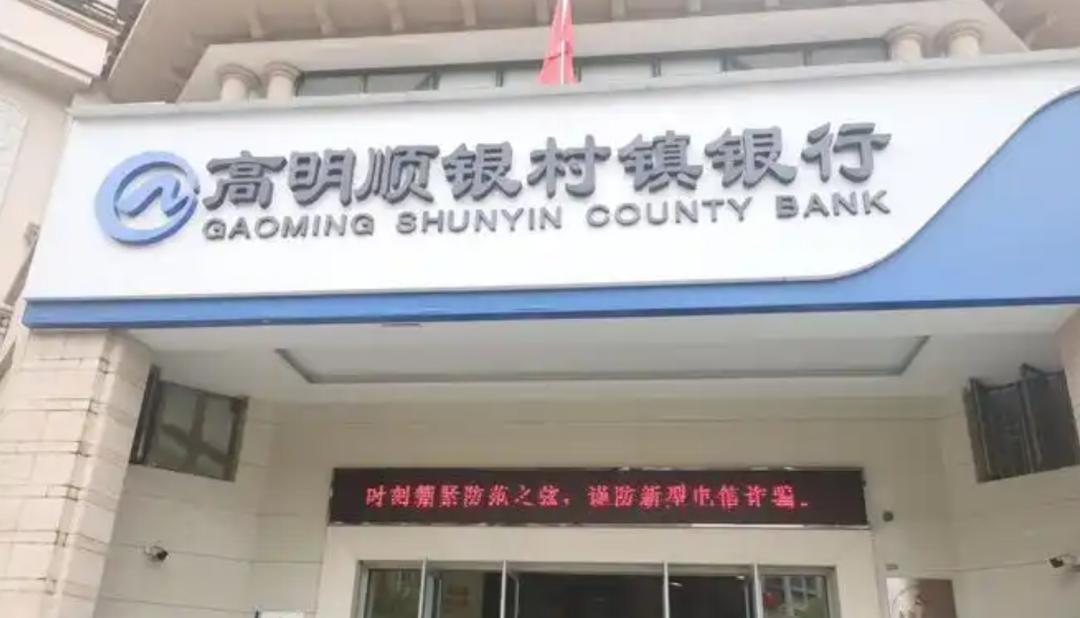 高明顺银村镇银行
GAOMING SHUNYIN COUNTY BANK
时刻绷紧防范之弦，谨防新型电信诈骗。